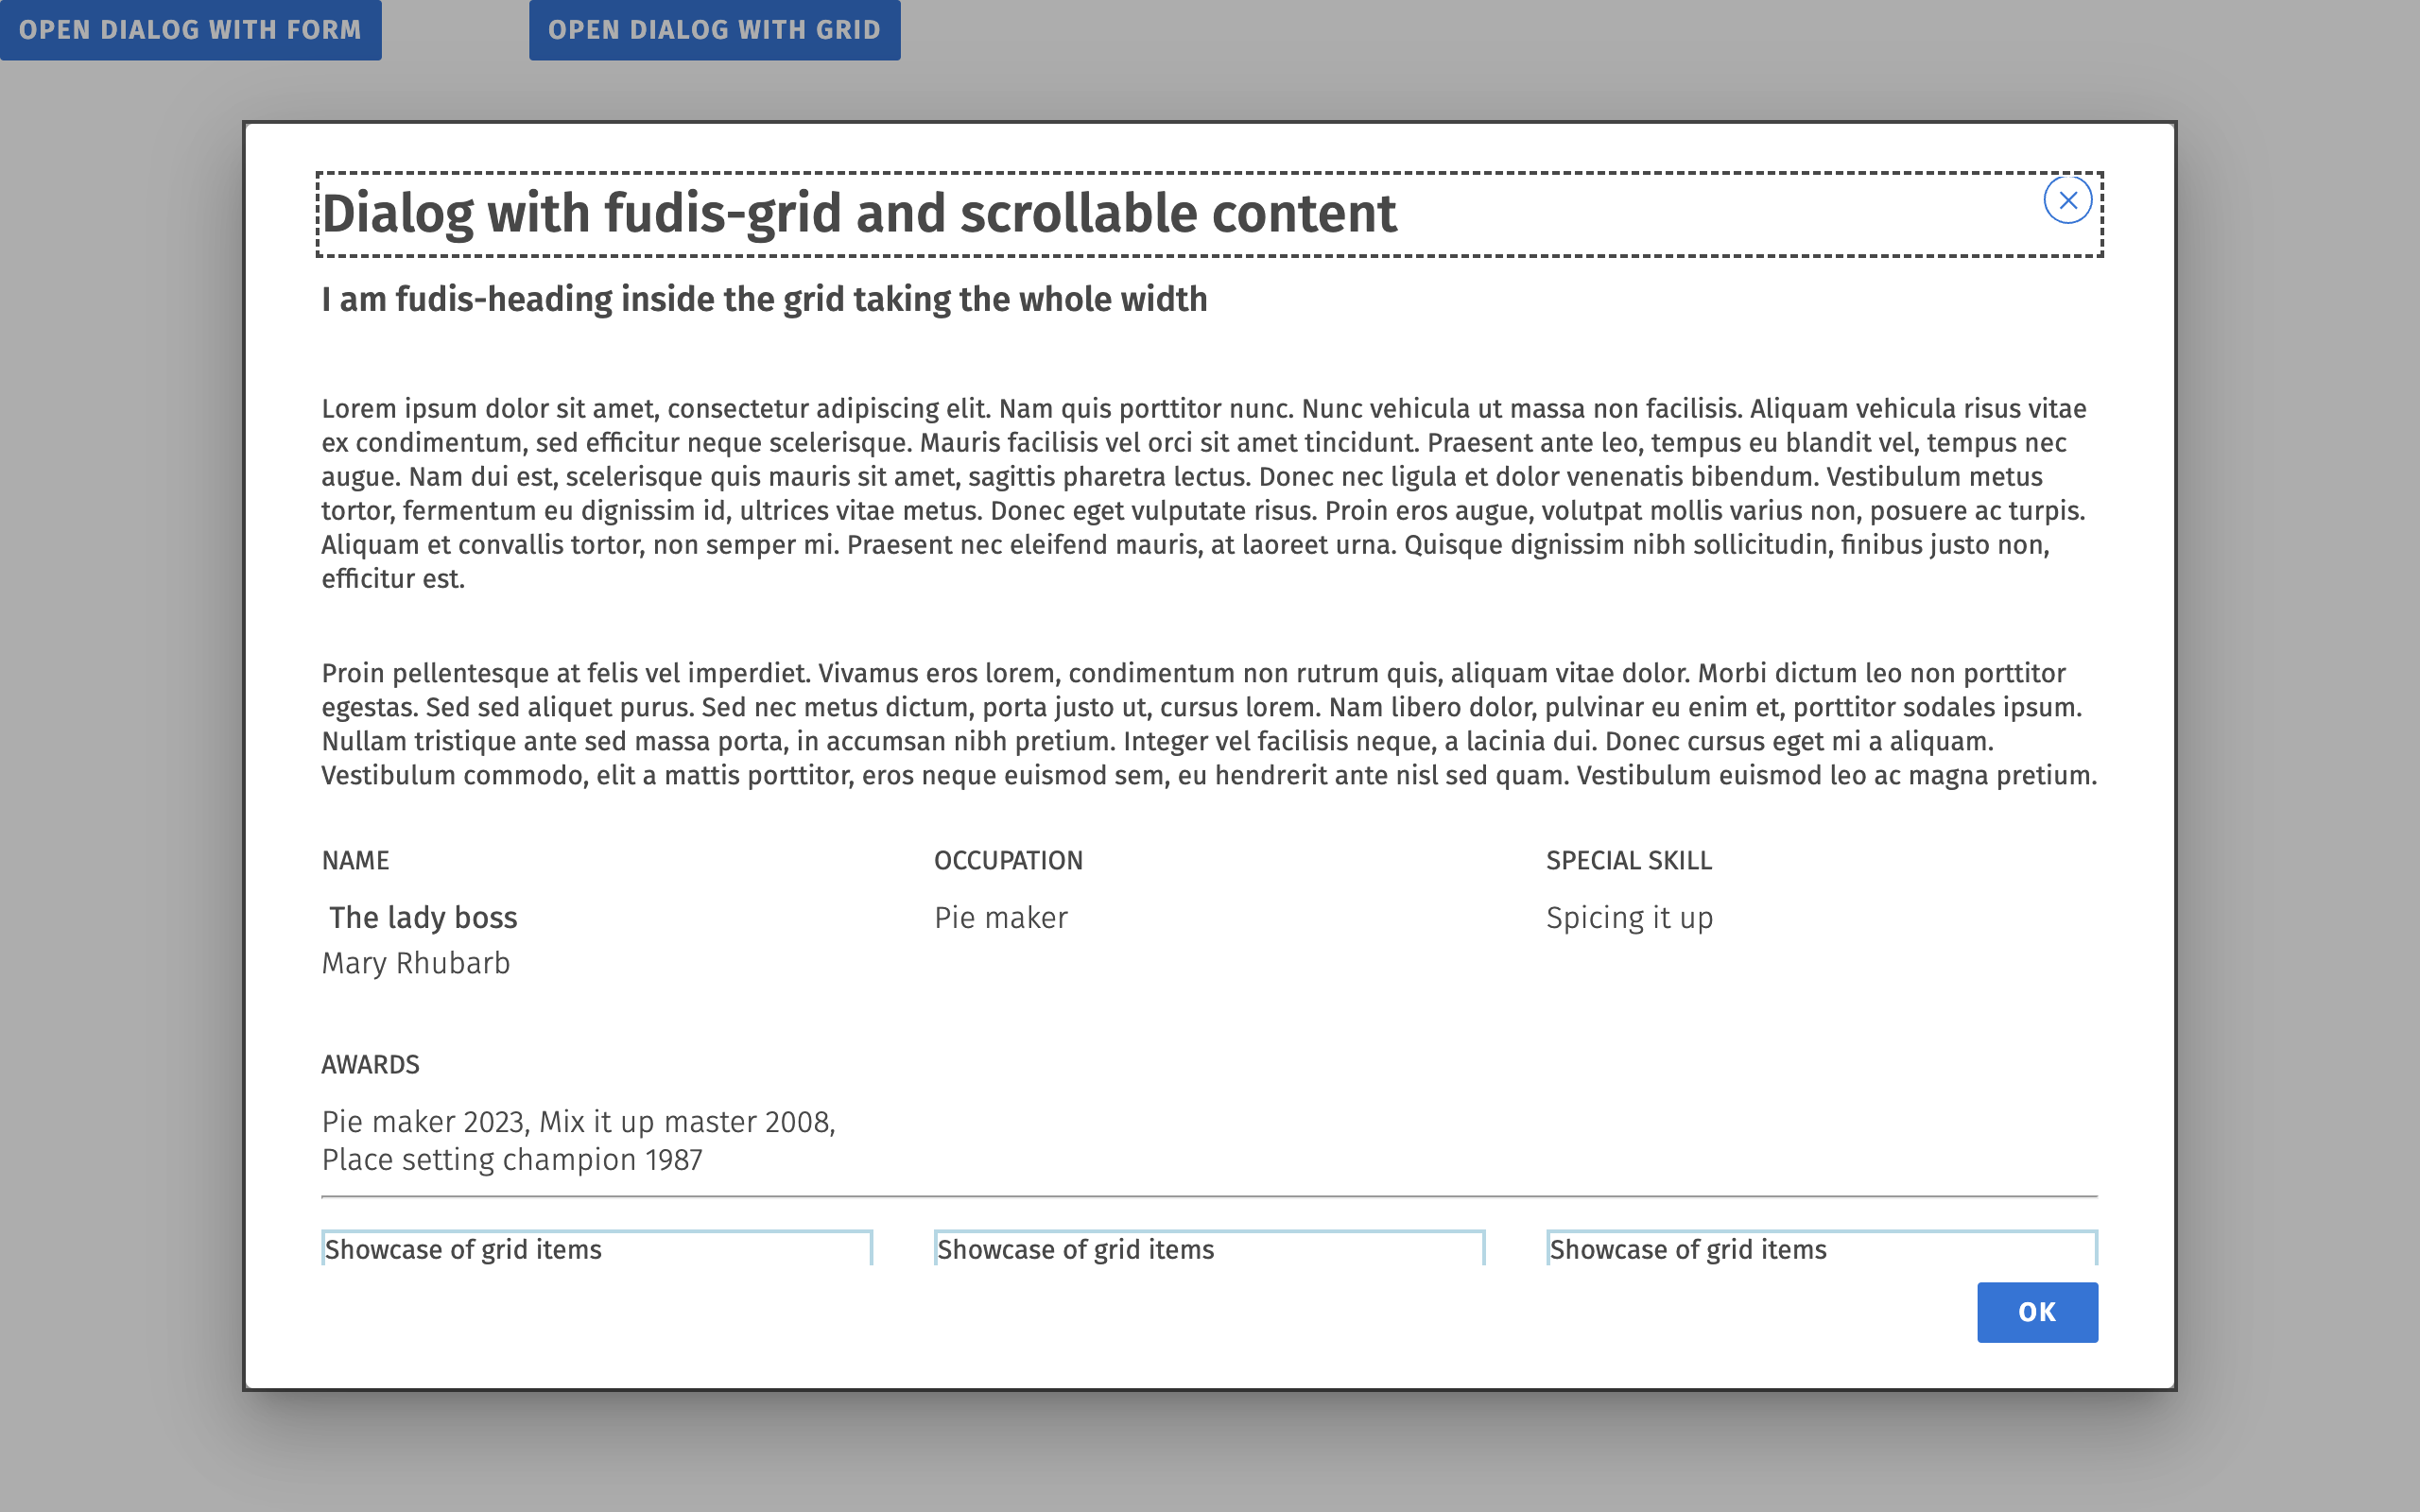 OPEN DIALOG WITH FORM
OPEN DIALOG WITH GRID
Dialog with fudis-grid and scrollable content
I am fudis-heading inside the grid taking the whole width
Lorem ipsum dolor sit amet, consectetur adipiscing elit. Nam quis porttitor nunc. Nunc vehicula ut massa non facilisis. Aliquam vehicula risus vitae
ex condimentum, sed efficitur neque scelerisque. Mauris facilisis vel orci sit amet tincidunt. Praesent ante leo, tempus eu blandit vel, tempus nec
augue. Nam dui est, scelerisque quis mauris sit amet, sagittis pharetra lectus. Donec nec ligula et dolor venenatis bibendum. Vestibulum metus
tortor, fermentum eu dignissim id, ultrices vitae metus. Donec eget vulputate risus. Proin eros augue, volutpat mollis varius non, posuere ac turpis.
Aliquam et convallis tortor, non semper mi. Praesent nec eleifend mauris, at laoreet urna. Quisque dignissim nibh sollicitudin, finibus justo non,
efficitur est.
Proin pellentesque at felis vel imperdiet. Vivamus eros lorem, condimentum non rutrum quis, aliquam vitae dolor. Morbi dictum leo non porttitor
egestas. Sed sed aliquet purus. Sed nec metus dictum, porta justo ut, cursus lorem. Nam libero dolor, pulvinar eu enim et, porttitor sodales ipsum.
Nullam tristique ante sed massa porta, in accumsan nibh pretium. Integer vel facilisis neque, a lacinia dui. Donec cursus eget mi a aliquam.
Vestibulum commodo, elit a mattis porttitor, eros neque euismod sem, eu hendrerit ante nisl sed quam. Vestibulum euismod leo ac magna pretium.
NAME
The lady boss
Mary Rhubarb
OCCUPATION
Pie maker
SPECIAL SKILL
Spicing it up
AWARDS
Pie maker 2023, Mix it up master 2008,
Place setting champion 1987
Showcase of grid items
Showcase of grid items
Showcase of grid items
OK